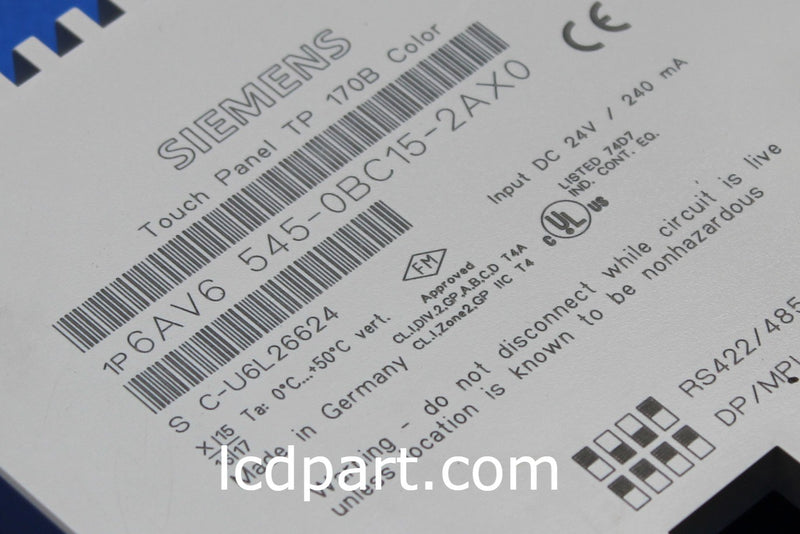 SIEMENS
Touch Panel TP 170B Color
1P6AV6 545-0BC15-2AX0
S C-U6L26624
X/15 Ta: 0°C...+50°C vert.
Made in Germany
Warning - do not disconnect while circuit is live
unless location is known to be nonhazardous
CE
Input DC 24V / 240 mA
LISTED 74D7
IND. CONT. EQ.
C UL US
FM
Approved
CL.I,DIV.2,GP.A,B,C,D T4A
CL.I,Zone2,GP IIC T4
RS422/485
DP/MPI
lcdpart.com